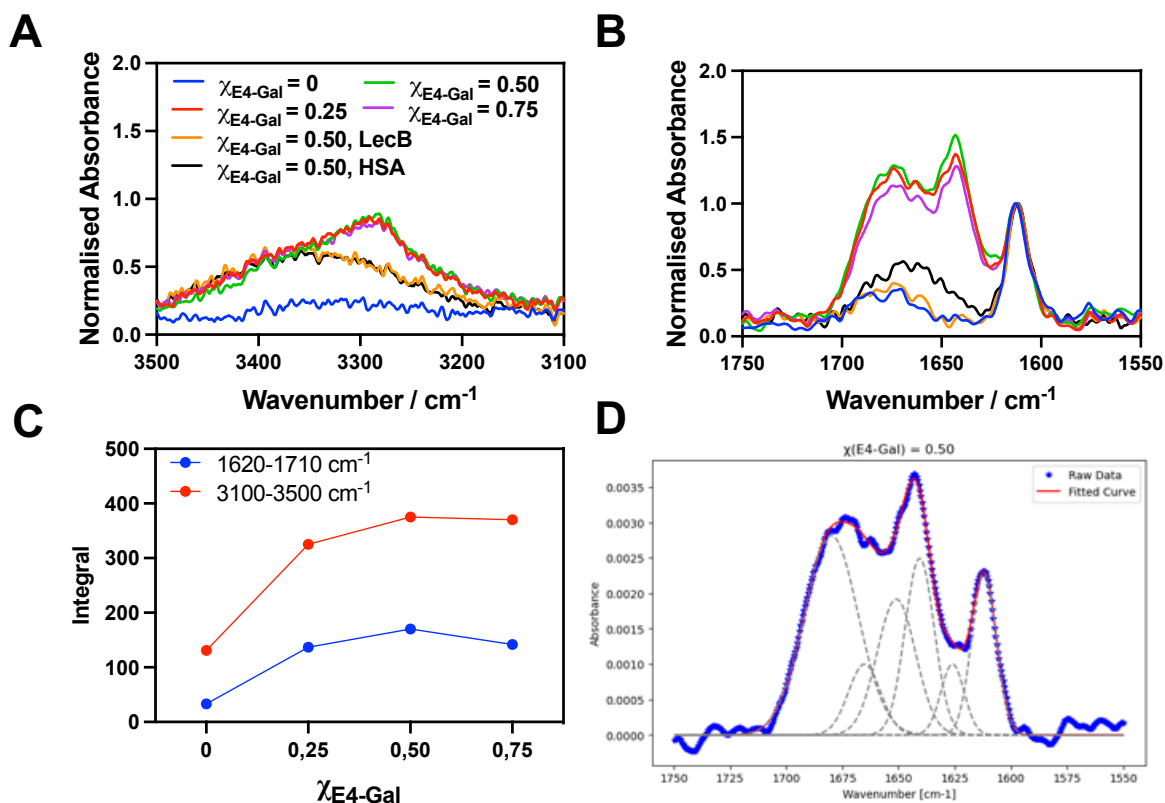 A
B
2.0
1.5
1.0
0.5
0.0
Normalised Absorbance
χE4-Gal = 0
χE4-Gal = 0.25
χE4-Gal = 0.50, LecB
χE4-Gal = 0.50, HSA
χE4-Gal = 0.50
χE4-Gal = 0.75
3500 3400 3300 3200 3100
Wavenumber / cm-1
2.0
1.5
1.0
0.5
0.0
Normalised Absorbance
1750 1700 1650 1600 1550
Wavenumber / cm-1
C
D
500
400
300
200
100
0
Integral
1620-1710 cm-1
3100-3500 cm-1
0 0,25 0,50 0,75
χE4-Gal
χ(E4-Gal) = 0.50
Raw Data
Fitted Curve
0.0035
0.0030
0.0025
0.0020
0.0015
0.0010
0.0005
0.0000
Absorbance
1750 1725 1700 1675 1650 1625 1600 1575 1550
Wavenumber [cm-1]